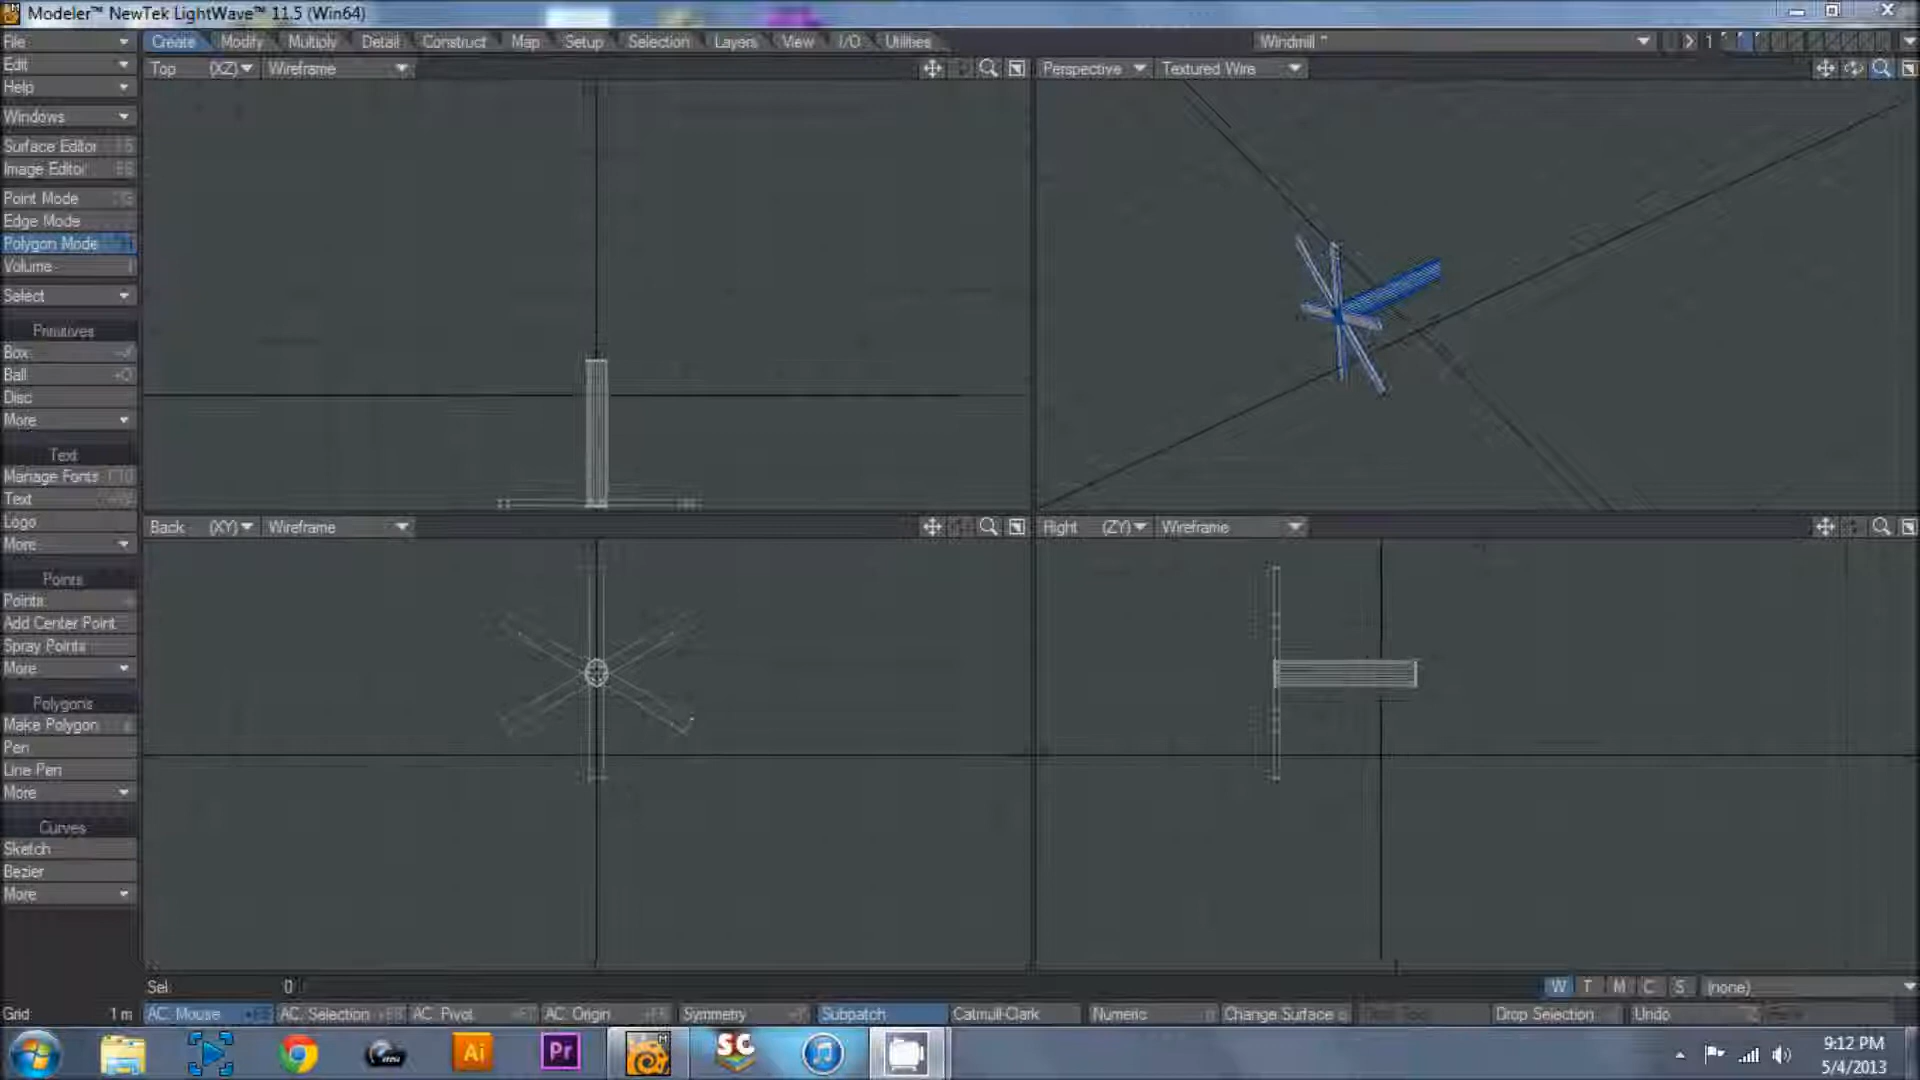 Modeler™ NewTek LightWave™ 11.5 (Win64)
File Create Modify Multiply Detail Construct Map Setup Selection Layers View I/O Utilities Windmill * 1
Edit Top (XZ) Wireframe Perspective Textured Wire
Help
Windows
Surface Editor
Image Editor
Point Mode
Edge Mode
Polygon Mode
Volume
Select
Primitives
Box
Ball
Disc
More
Text
Manage Fonts
Text
Logo
More
Back (XY) Wireframe Right (ZY) Wireframe
Points
Points
Add Center Point
Spray Points
More
Polygons
Make Polygon
Pen
Line Pen
More
Curves
Sketch
Bezier
More
Sel: 0 W T M C S (none)
Grid: 1 m AC: Mouse AC: Selection AC: Pivot AC: Origin Symmetry Subpatch Catmull-Clark Numeric Change Surface Drop Selection Undo
Ai Pr SC
9:12 PM
5/4/2013